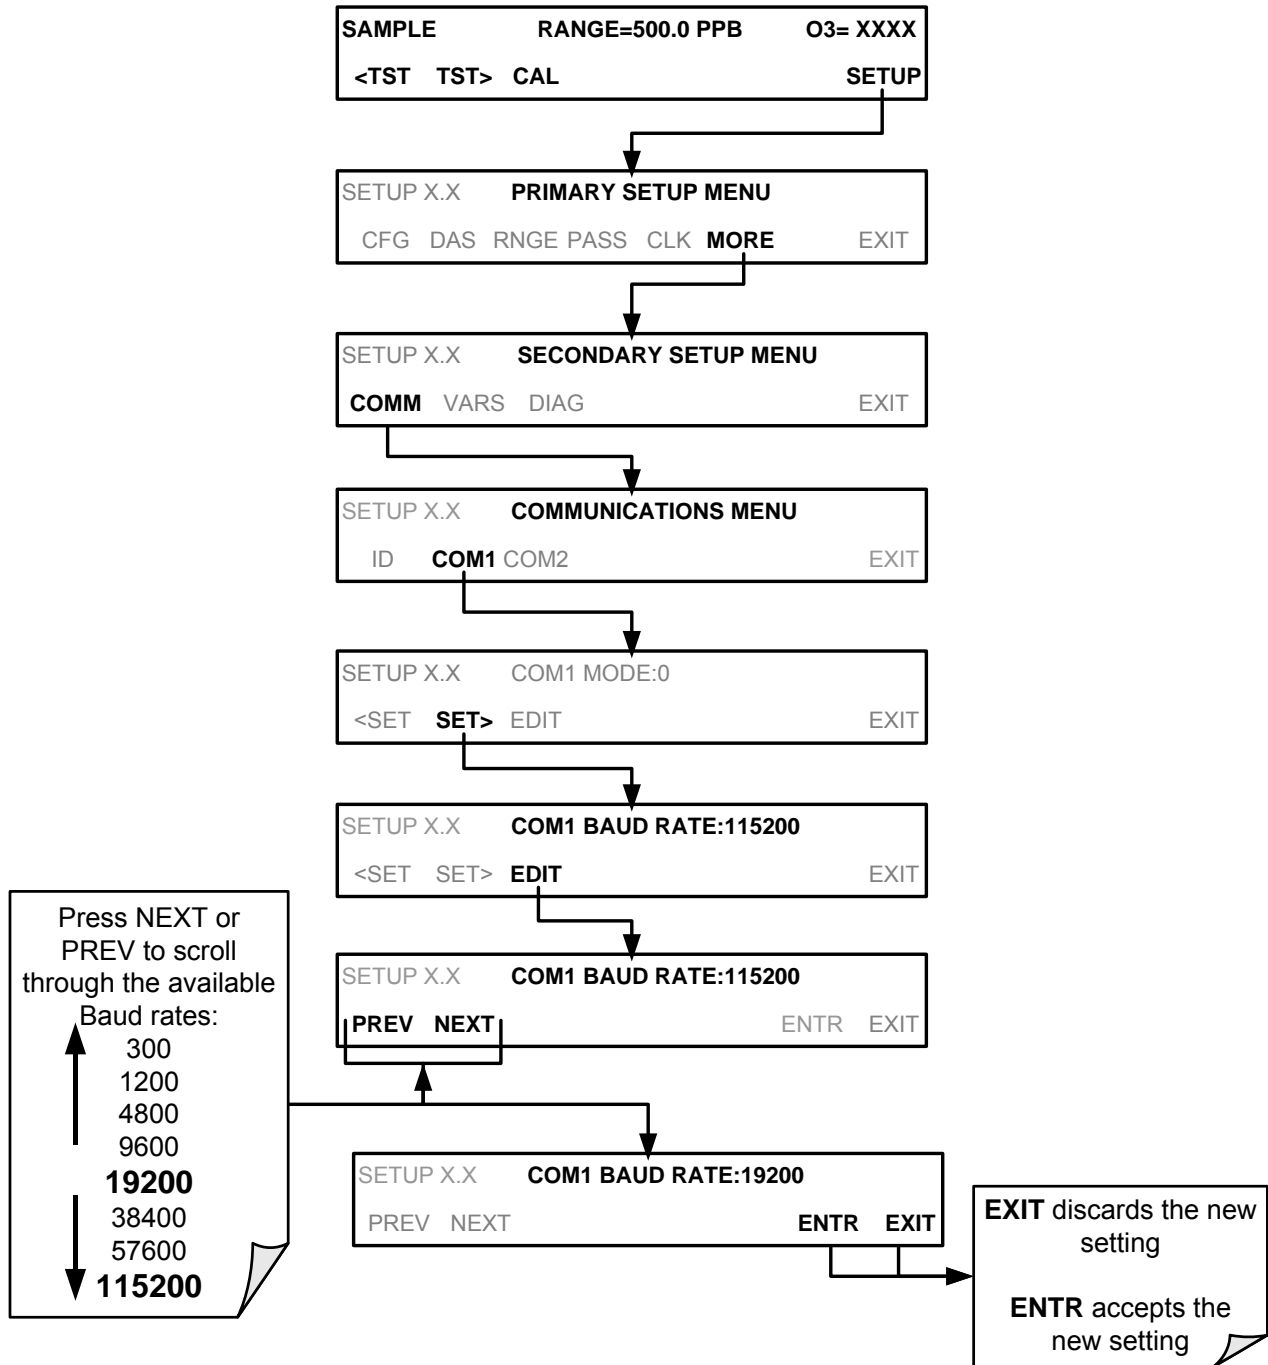 SAMPLE RANGE=500.0 PPB O3= XXXX
<TST TST> CAL SETUP
SETUP X.X PRIMARY SETUP MENU
CFG DAS RNGE PASS CLK MORE EXIT
SETUP X.X SECONDARY SETUP MENU
COMM VARS DIAG EXIT
SETUP X.X COMMUNICATIONS MENU
ID COM1 COM2 EXIT
SETUP X.X COM1 MODE:0
<SET SET> EDIT EXIT
SETUP X.X COM1 BAUD RATE:115200
<SET SET> EDIT EXIT
SETUP X.X COM1 BAUD RATE:115200
PREV NEXT ENTR EXIT
Press NEXT or
PREV to scroll
through the available
Baud rates:
300
1200
4800
9600
19200
38400
57600
115200
SETUP X.X COM1 BAUD RATE:19200
PREV NEXT ENTR EXIT
EXIT discards the new
setting
ENTR accepts the
new setting